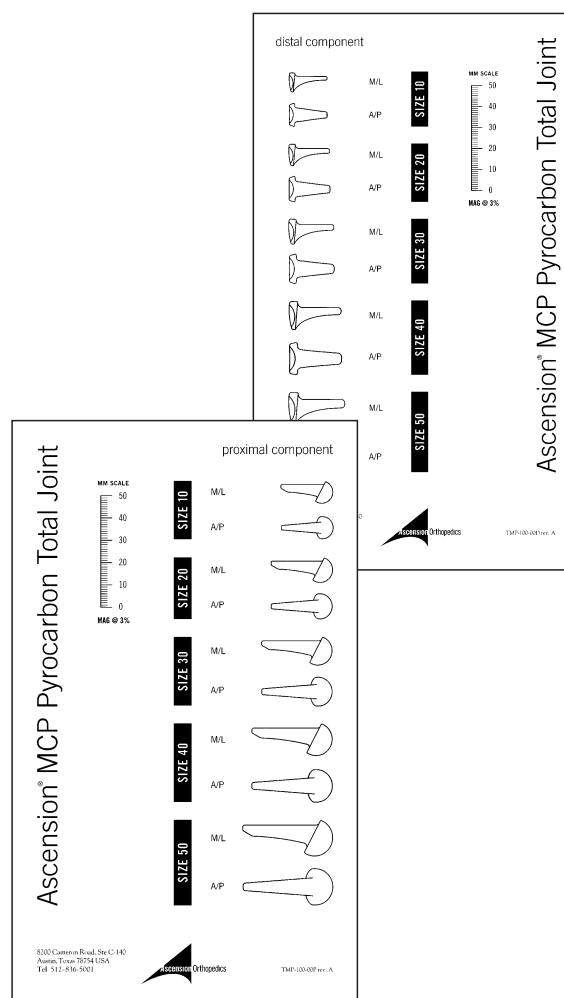 distal component
M/L
A/P
SIZE 10
M/L
A/P
SIZE 20
M/L
A/P
SIZE 30
M/L
A/P
SIZE 40
M/L
A/P
SIZE 50
MM SCALE
50
40
30
20
10
0
MAG @ 3%
Ascension® MCP Pyrocarbon Total Joint
Ascension Orthopedics
TMP-100-00D rev. A
proximal component
Ascension® MCP Pyrocarbon Total Joint
MM SCALE
50
40
30
20
10
0
MAG @ 3%
SIZE 10
M/L
A/P
SIZE 20
M/L
A/P
SIZE 30
M/L
A/P
SIZE 40
M/L
A/P
SIZE 50
M/L
A/P
8200 Cameron Road, Ste C-140
Austin, Texas 78754 USA
Tel 512-836-5001
Ascension Orthopedics
TMP-100-00P rev. A